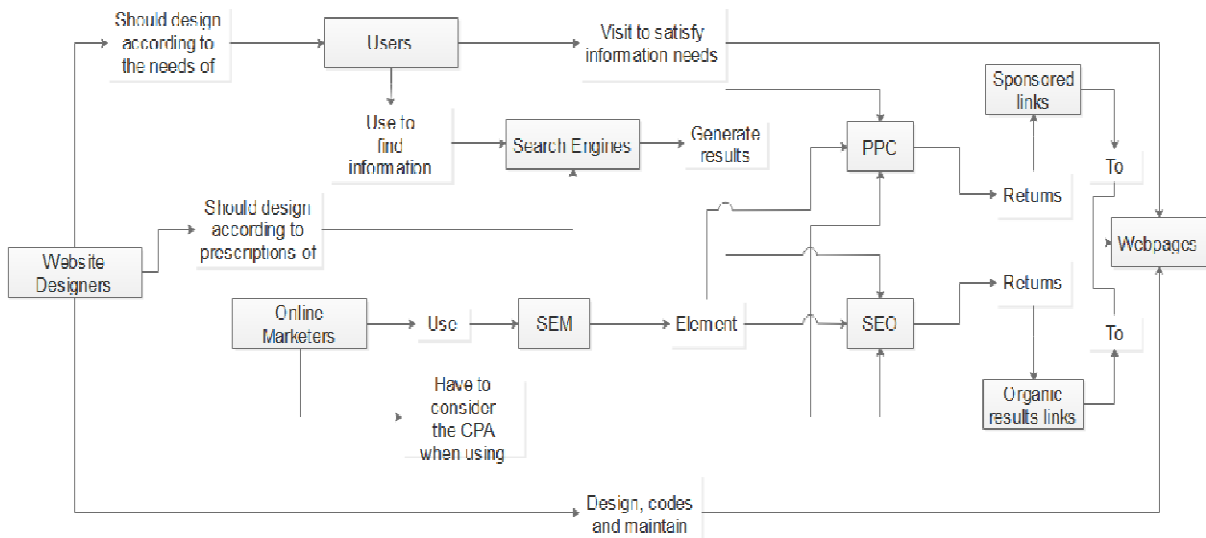 Should design
according to
the needs of
Users
Visit to satisfy
information needs
Sponsored
links
Use to
find
information
Search Engines
Generate
results
PPC
To
Returns
Should design
according to
prescriptions of
Website
Designers
Webpages
Returns
Online
Marketers
Use
SEM
Element
SEO
To
Have to
consider
the CPA
when using
Organic
results links
Design, codes
and maintain